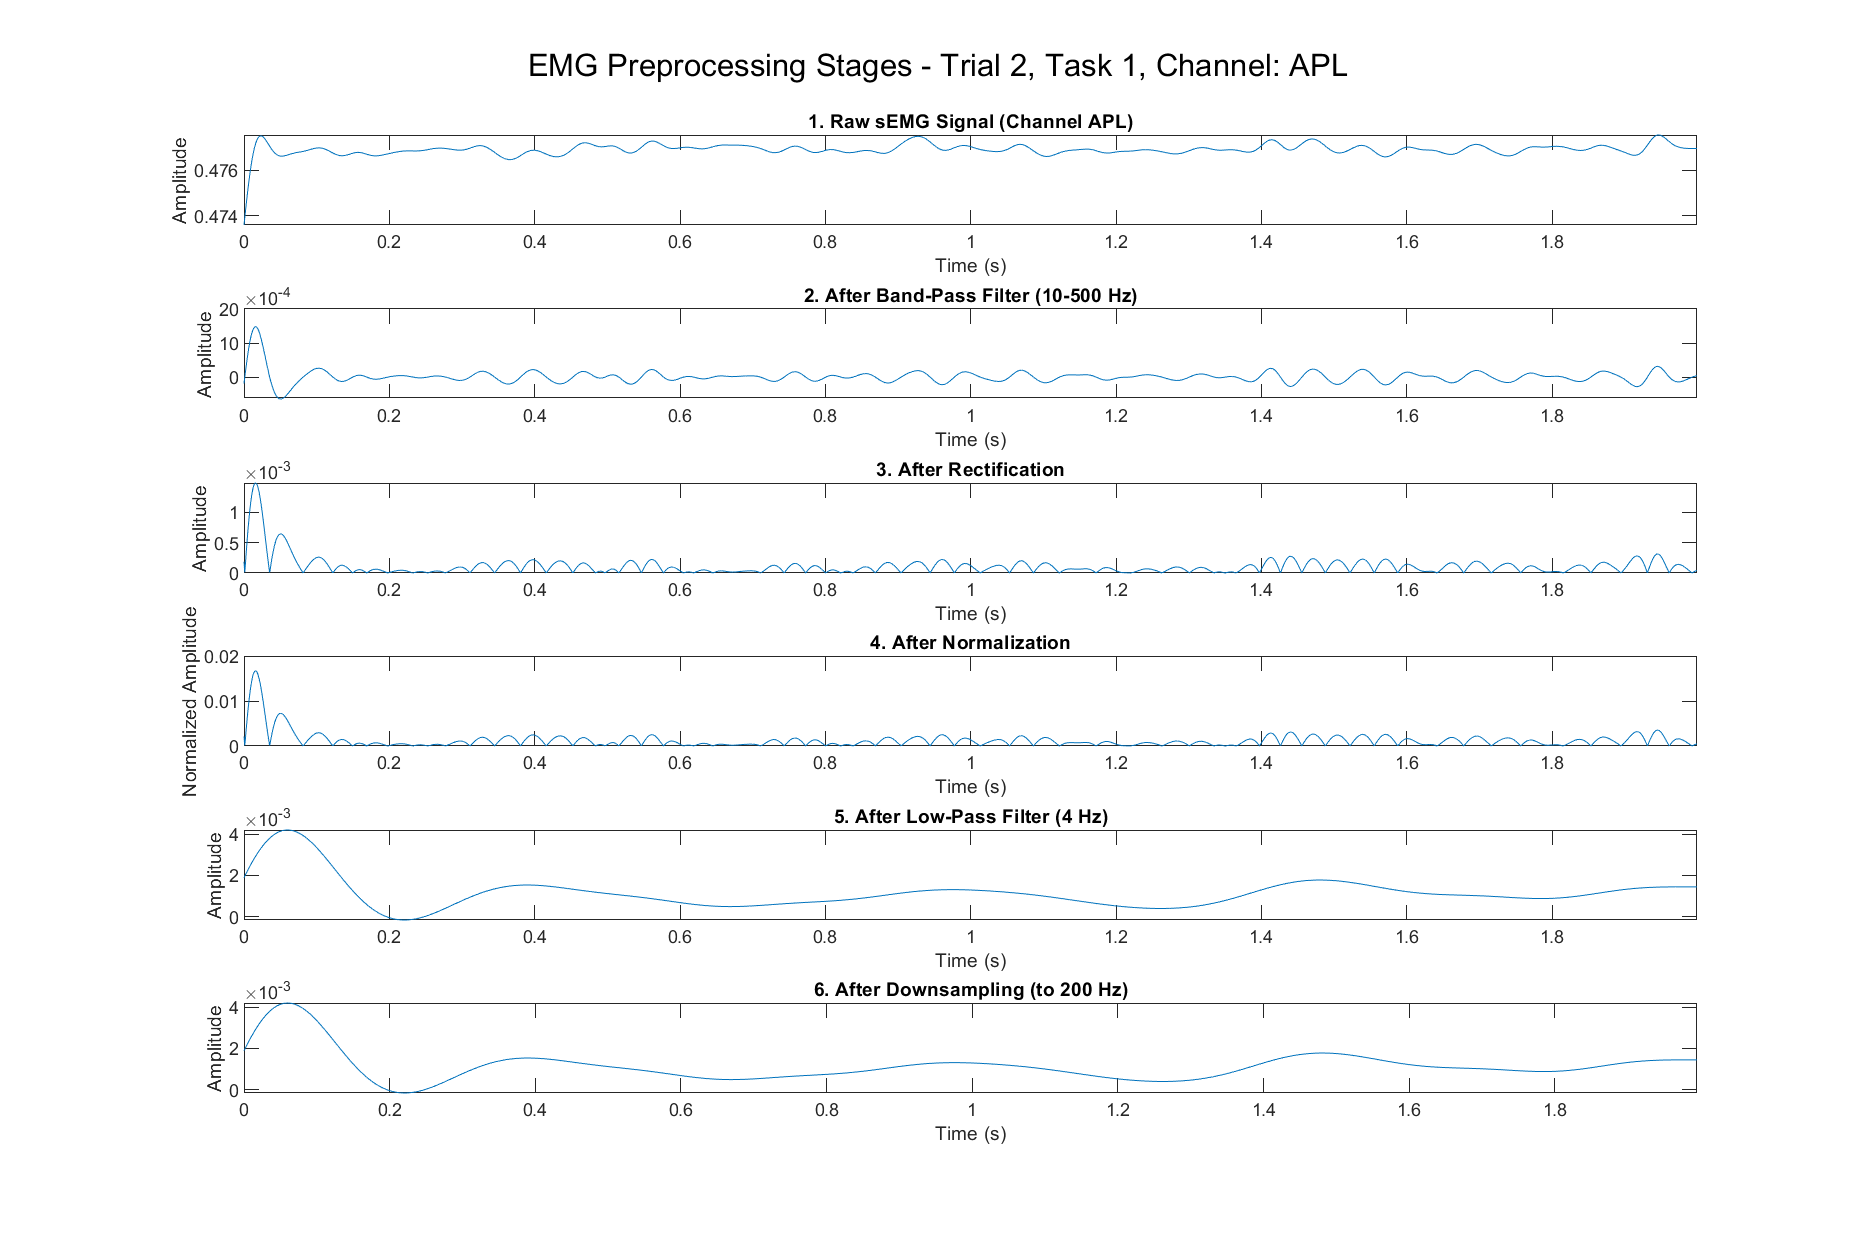 EMG Preprocessing Stages - Trial 2, Task 1, Channel: APL
1. Raw sEMG Signal (Channel APL)
Amplitude
0.476
0.474
0 0.2 0.4 0.6 0.8 1 1.2 1.4 1.6 1.8
Time (s)
2. After Band-Pass Filter (10-500 Hz)
×10-4
Amplitude
20
10
0
0 0.2 0.4 0.6 0.8 1 1.2 1.4 1.6 1.8
Time (s)
3. After Rectification
×10-3
Amplitude
1
0.5
0
0 0.2 0.4 0.6 0.8 1 1.2 1.4 1.6 1.8
Time (s)
4. After Normalization
Normalized Amplitude
0.02
0.01
0
0 0.2 0.4 0.6 0.8 1 1.2 1.4 1.6 1.8
Time (s)
5. After Low-Pass Filter (4 Hz)
×10-3
Amplitude
4
2
0
0 0.2 0.4 0.6 0.8 1 1.2 1.4 1.6 1.8
Time (s)
6. After Downsampling (to 200 Hz)
×10-3
Amplitude
4
2
0
0 0.2 0.4 0.6 0.8 1 1.2 1.4 1.6 1.8
Time (s)